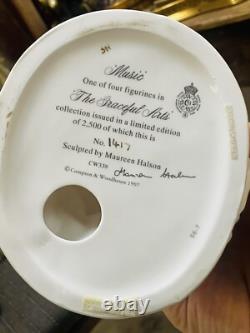 'Music'
One of four figurines in
'The Graceful Arts'
collection issued in a limited edition
of 2,500 of which this is
No. 1417
Sculpted by Maureen Halson
CW338
© Compton & Woodhouse 1997